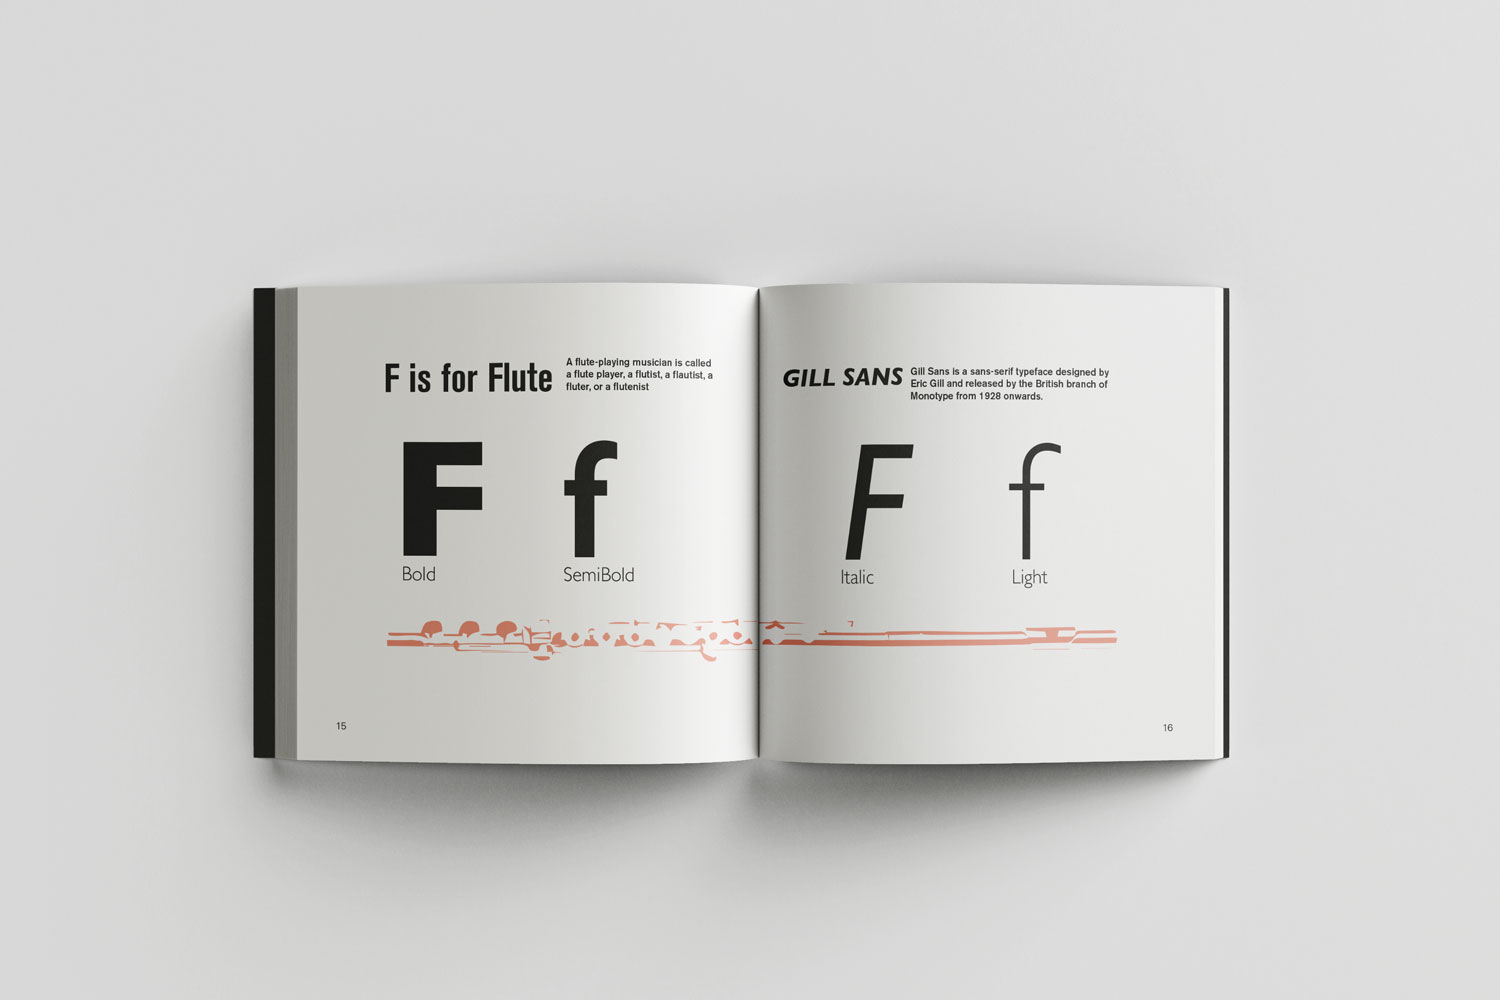 F is for Flute
A flute-playing musician is called
a flute player, a flutist, a flautist, a
fluter, or a flutenist
F f
Bold SemiBold
15
GILL SANS
Gill Sans is a sans-serif typeface designed by
Eric Gill and released by the British branch of
Monotype from 1928 onwards.
F f
Italic Light
16